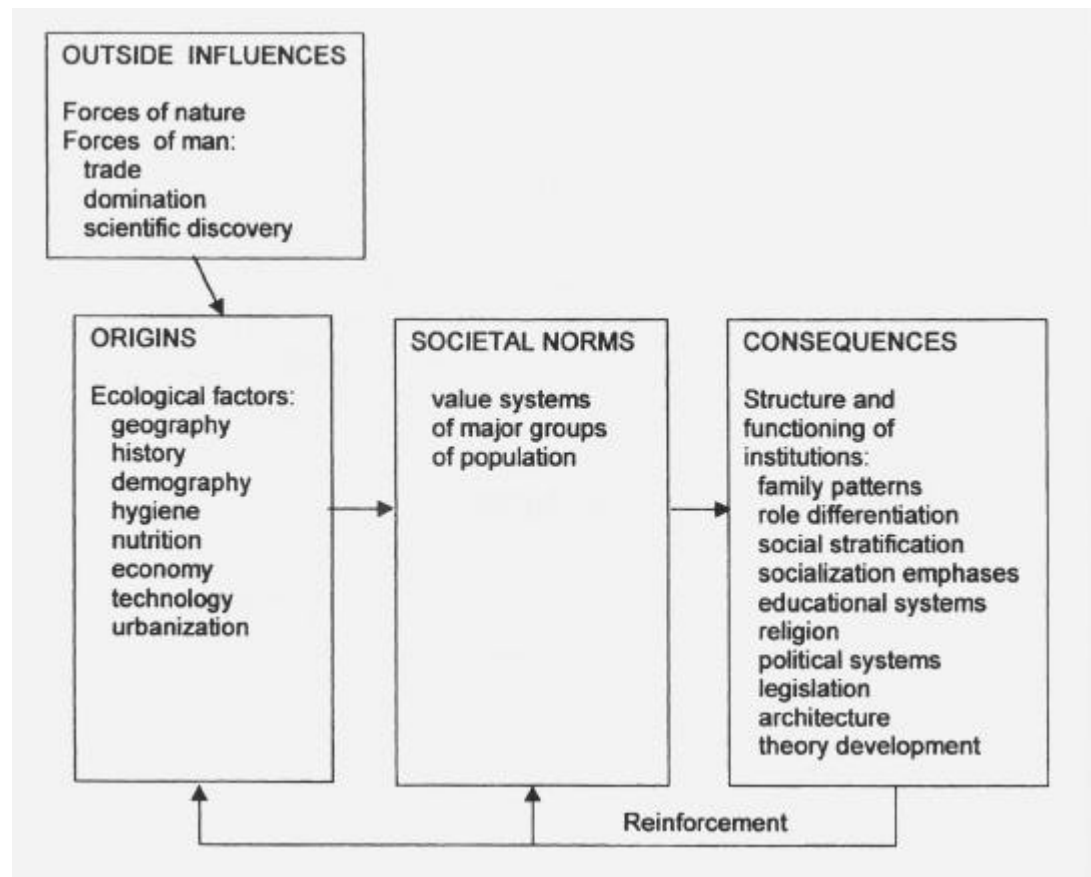 OUTSIDE INFLUENCES
Forces of nature
Forces of man:
trade
domination
scientific discovery
ORIGINS
Ecological factors:
geography
history
demography
hygiene
nutrition
economy
technology
urbanization
SOCIETAL NORMS
value systems
of major groups
of population
CONSEQUENCES
Structure and
functioning of
institutions:
family patterns
role differentiation
social stratification
socialization emphases
educational systems
religion
political systems
legislation
architecture
theory development
Reinforcement